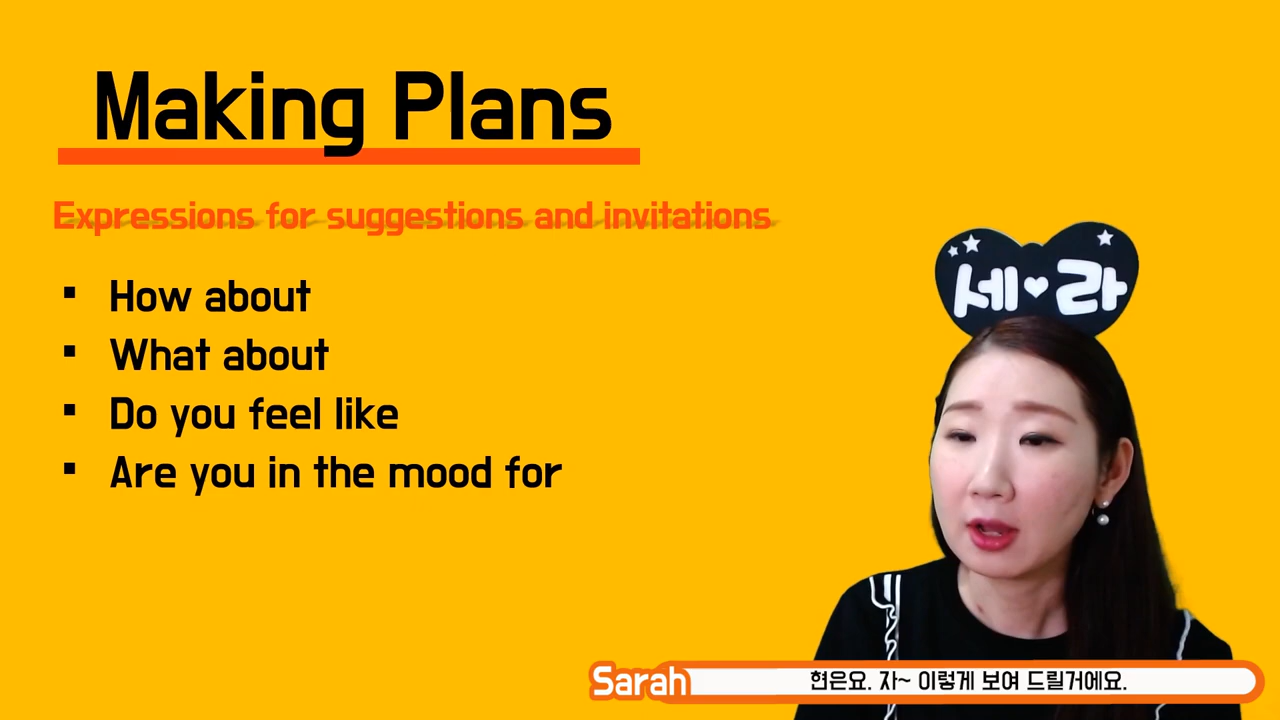 Making Plans
Expressions for suggestions and invitations
▪ How about
▪ What about
▪ Do you feel like
▪ Are you in the mood for
세♥라
Sarah 현은요. 자~ 이렇게 보여 드릴거에요.